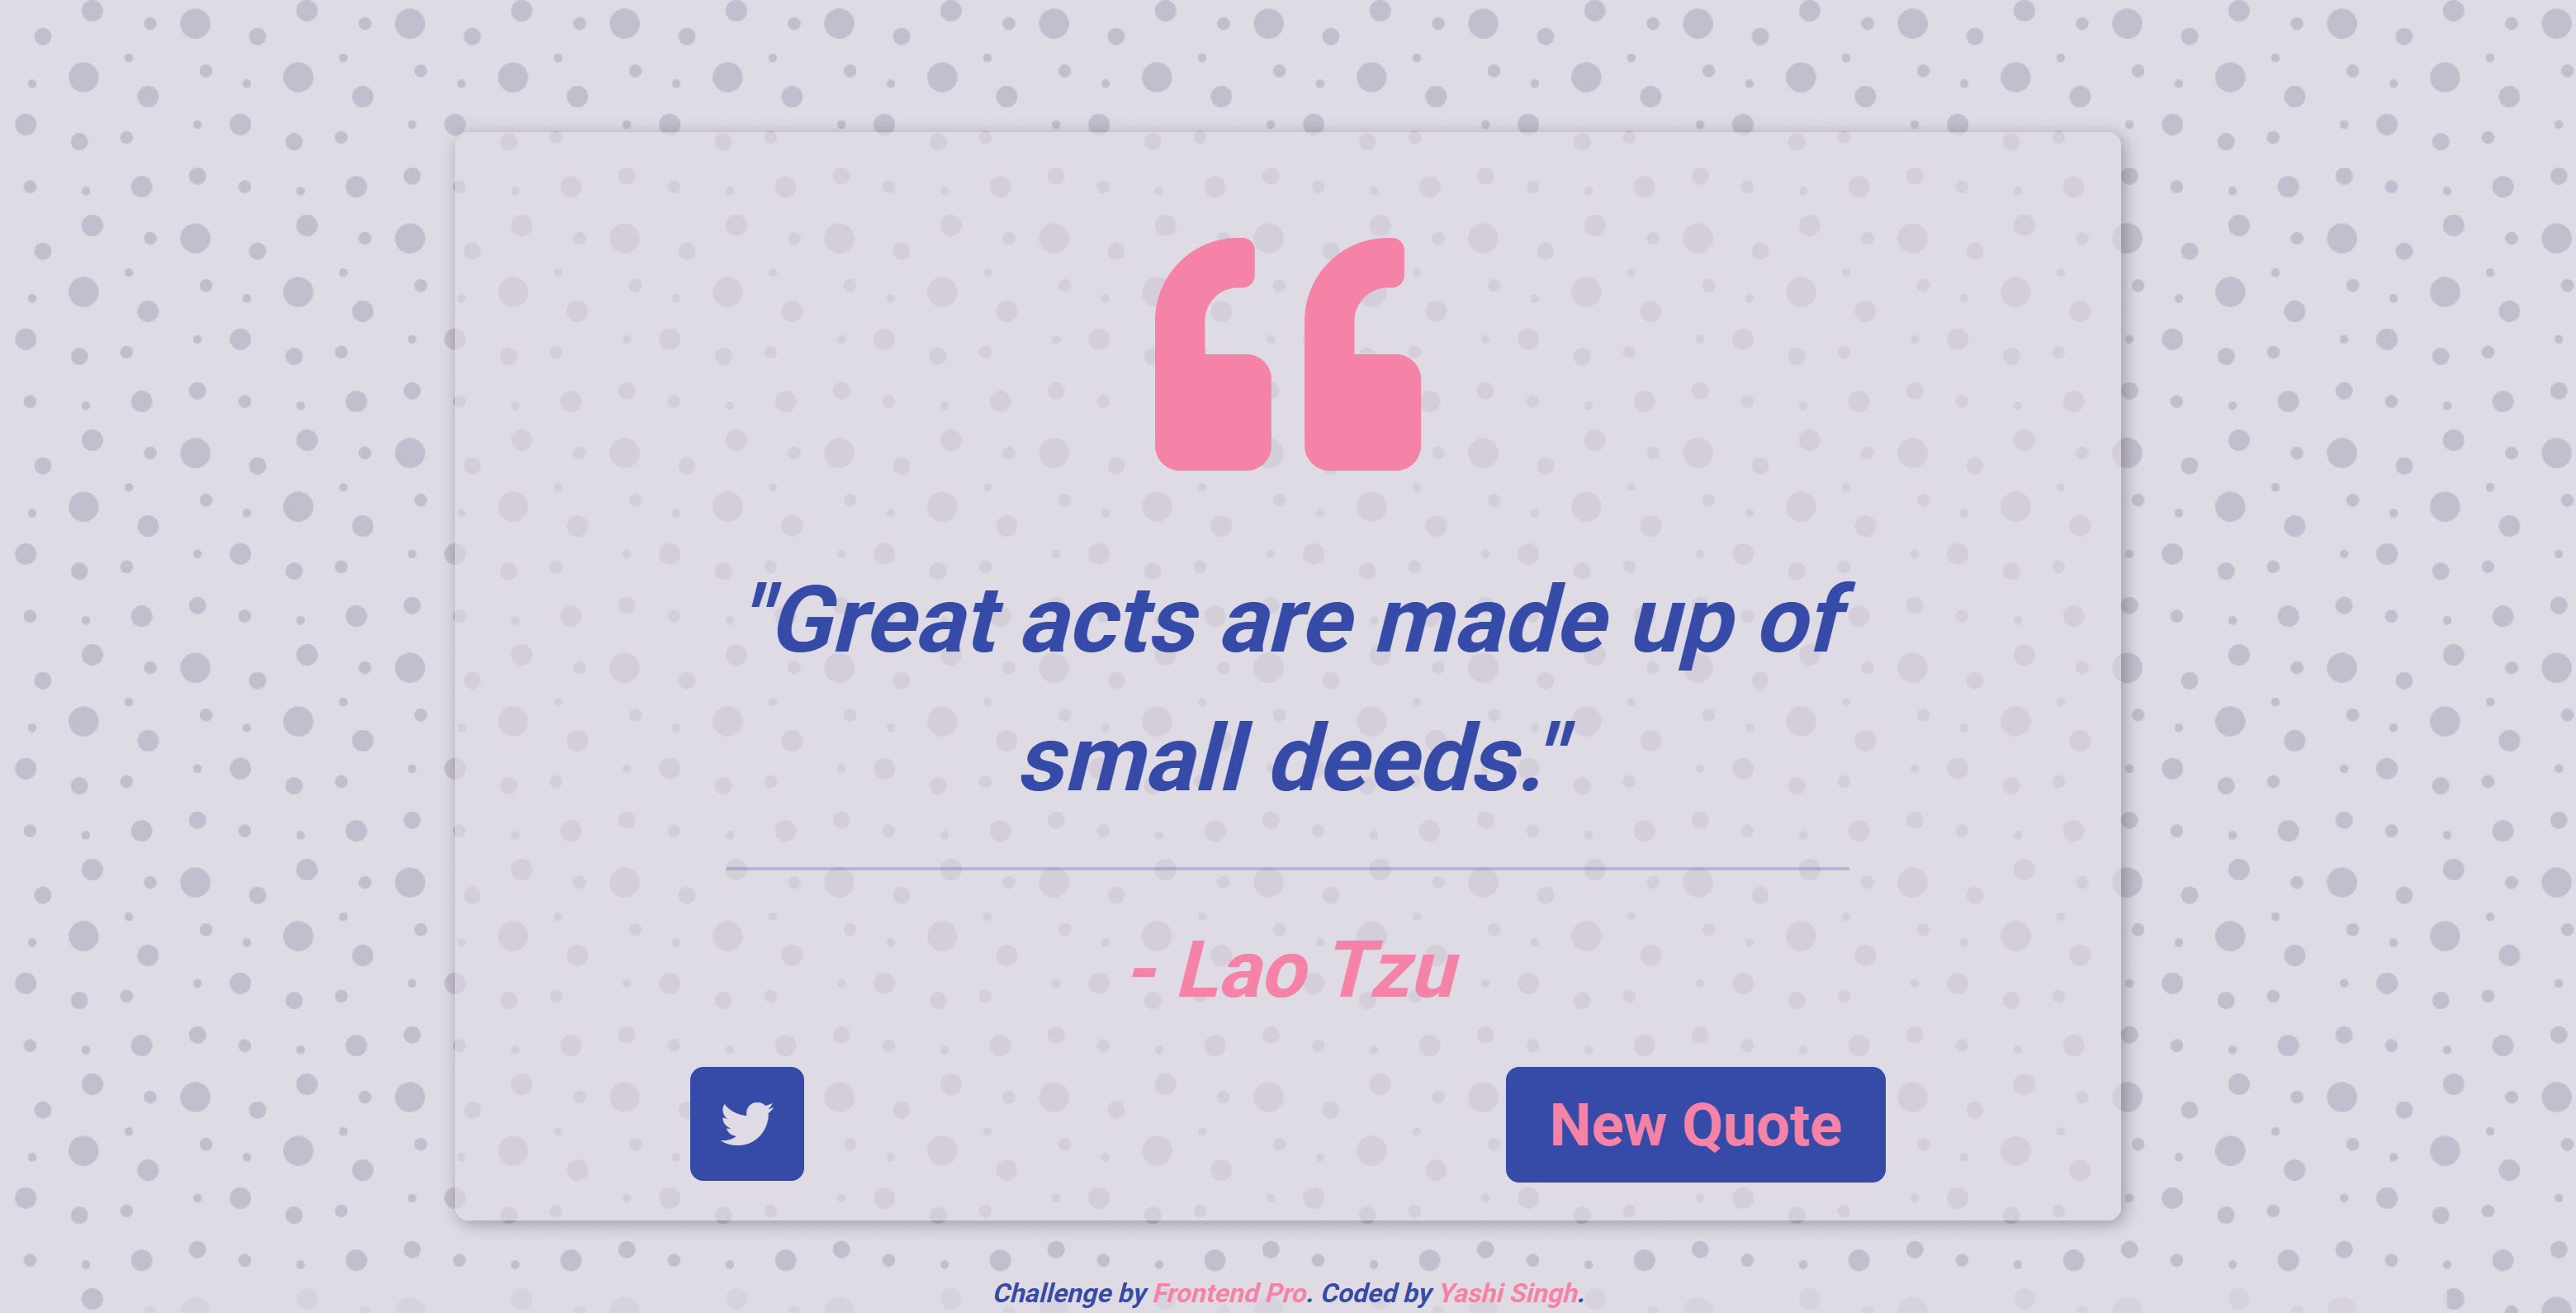 "Great acts are made up of
small deeds."
- Lao Tzu
New Quote
Challenge by Frontend Pro. Coded by Yashi Singh.